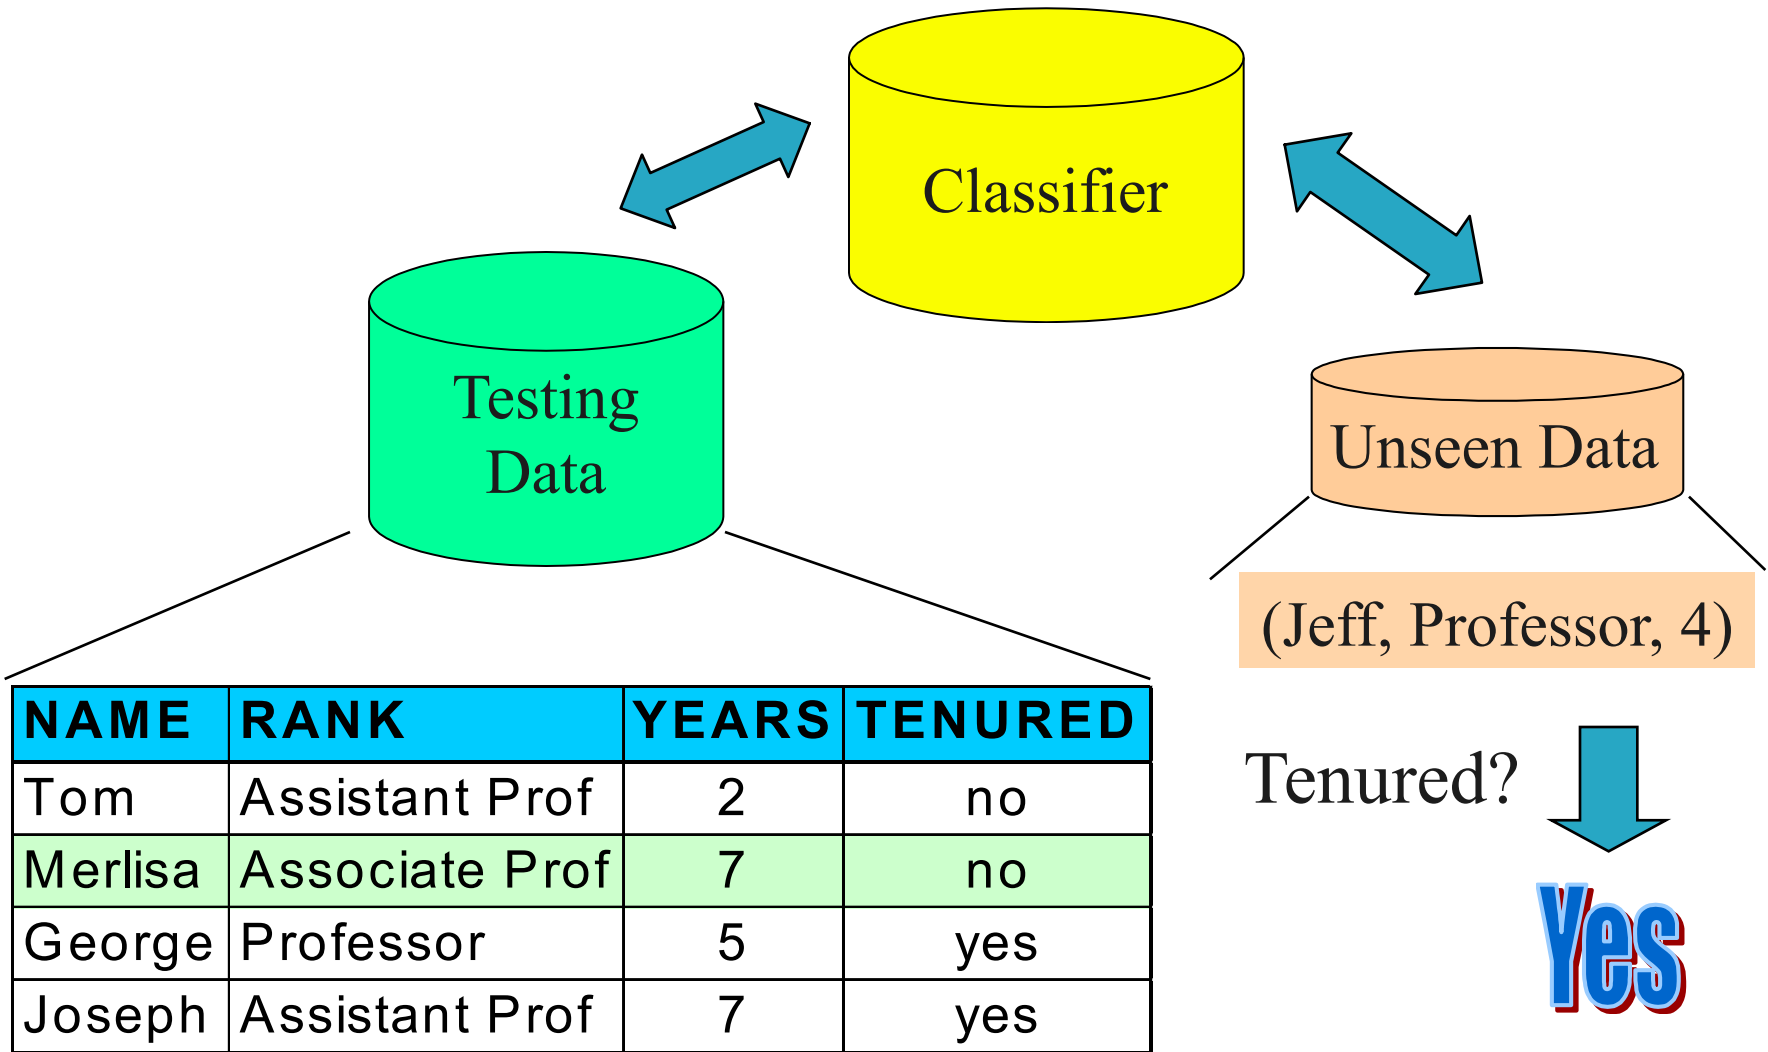 Classifier
Testing
Data
Unseen Data
(Jeff, Professor, 4)
NAME RANK YEARS TENURED
Tom Assistant Prof 2 no
Merlisa Associate Prof 7 no
George Professor 5 yes
Joseph Assistant Prof 7 yes
Tenured?
Yes